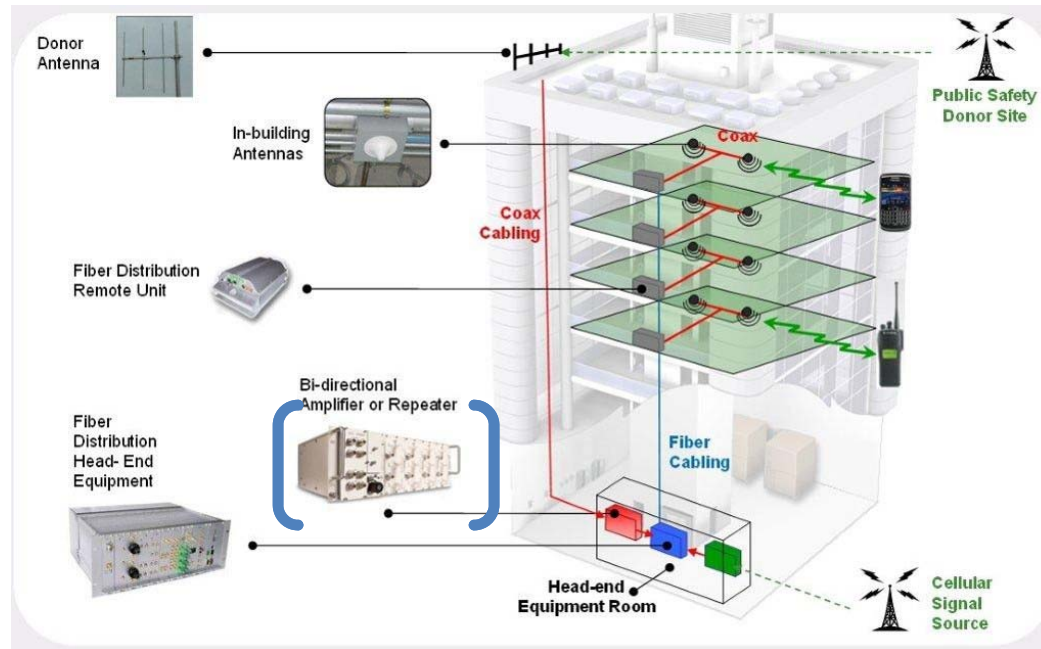 Donor
Antenna
Public Safety
Donor Site
In-building
Antennas
Coax
Coax
Cabling
Fiber Distribution
Remote Unit
Bi-directional
Amplifier or Repeater
Fiber
Distribution
Head- End
Equipment
Fiber
Cabling
Head-end
Equipment Room
Cellular
Signal
Source